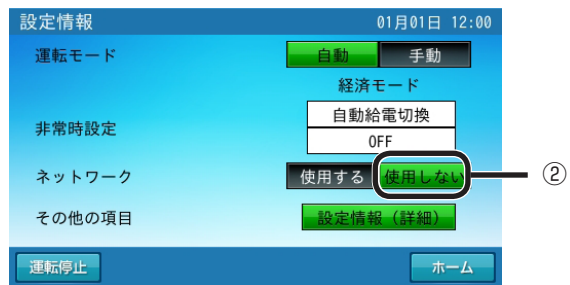 設定情報 01月01日 12:00
運転モード 自動 手動
経済モード
非常時設定 自動給電切換
OFF
ネットワーク 使用する 使用しない ②
その他の項目 設定情報（詳細）
運転停止 ホーム